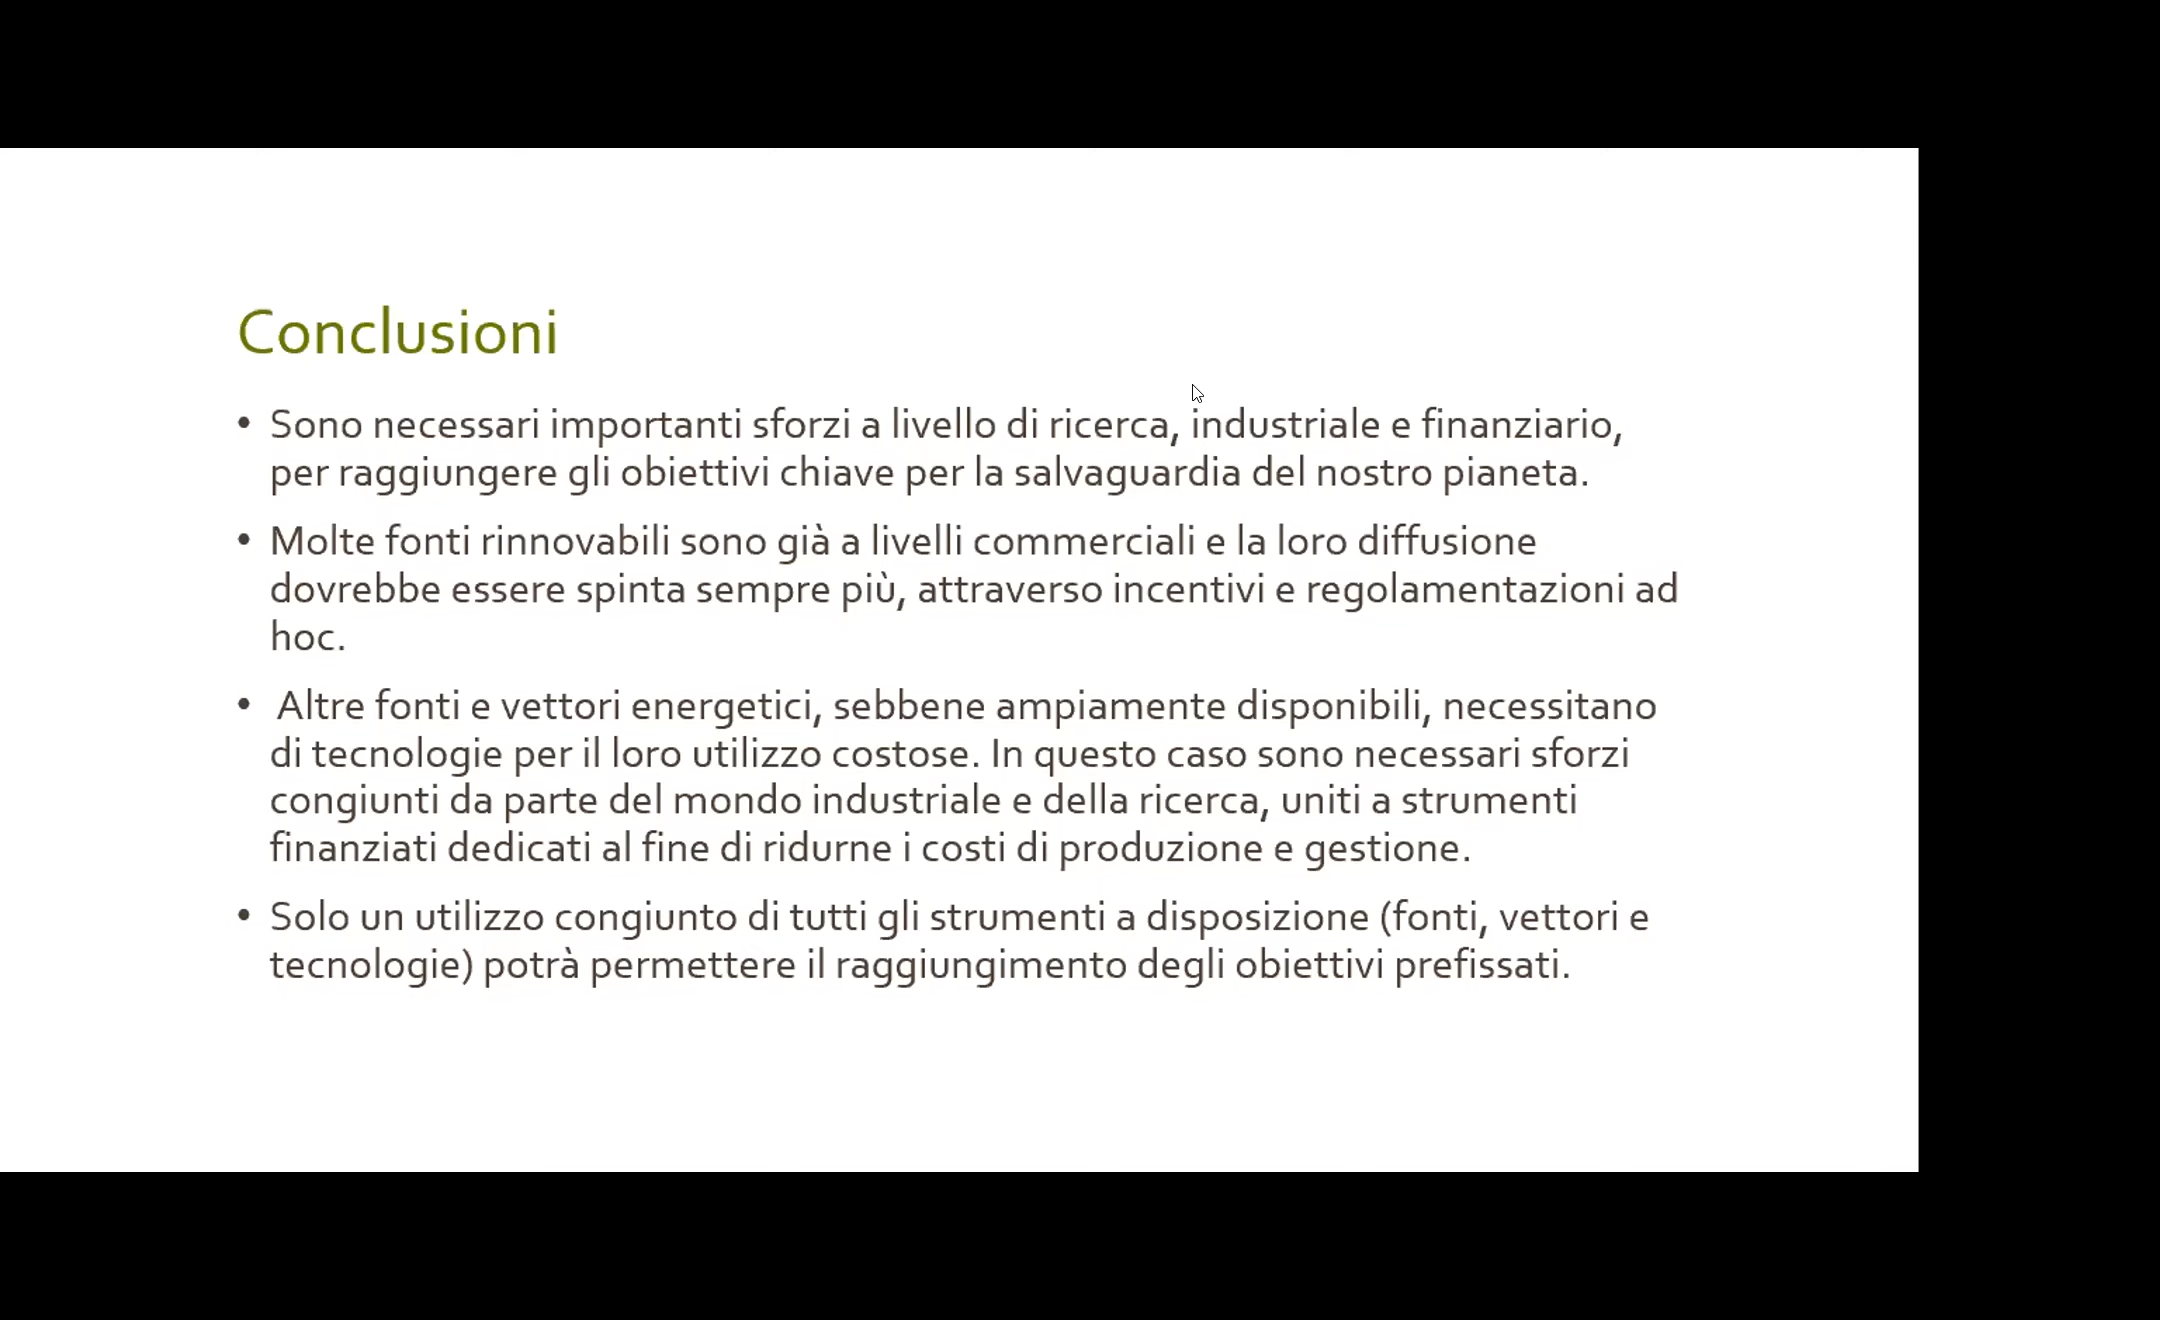 Conclusioni
• Sono necessari importanti sforzi a livello di ricerca, industriale e finanziario,
per raggiungere gli obiettivi chiave per la salvaguardia del nostro pianeta.
• Molte fonti rinnovabili sono già a livelli commerciali e la loro diffusione
dovrebbe essere spinta sempre più, attraverso incentivi e regolamentazioni ad
hoc.
• Altre fonti e vettori energetici, sebbene ampiamente disponibili, necessitano
di tecnologie per il loro utilizzo costose. In questo caso sono necessari sforzi
congiunti da parte del mondo industriale e della ricerca, uniti a strumenti
finanziati dedicati al fine di ridurne i costi di produzione e gestione.
• Solo un utilizzo congiunto di tutti gli strumenti a disposizione (fonti, vettori e
tecnologie) potrà permettere il raggiungimento degli obiettivi prefissati.